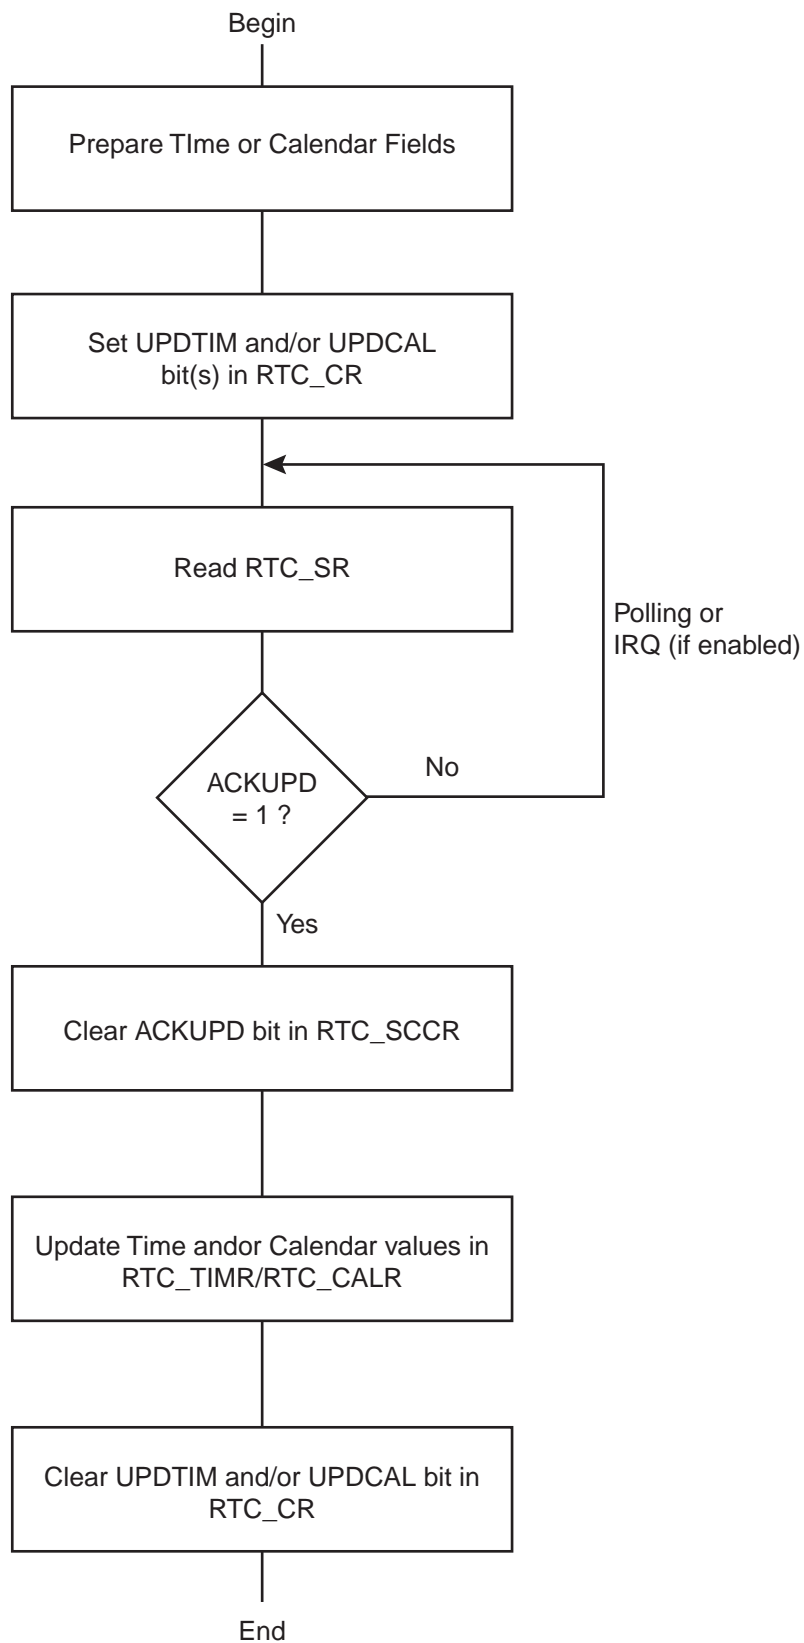 Begin
Prepare TIme or Calendar Fields
Set UPDTIM and/or UPDCAL
bit(s) in RTC_CR
Read RTC_SR
Polling or
IRQ (if enabled)
ACKUPD
= 1 ?
No
Yes
Clear ACKUPD bit in RTC_SCCR
Update Time andor Calendar values in
RTC_TIMR/RTC_CALR
Clear UPDTIM and/or UPDCAL bit in
RTC_CR
End